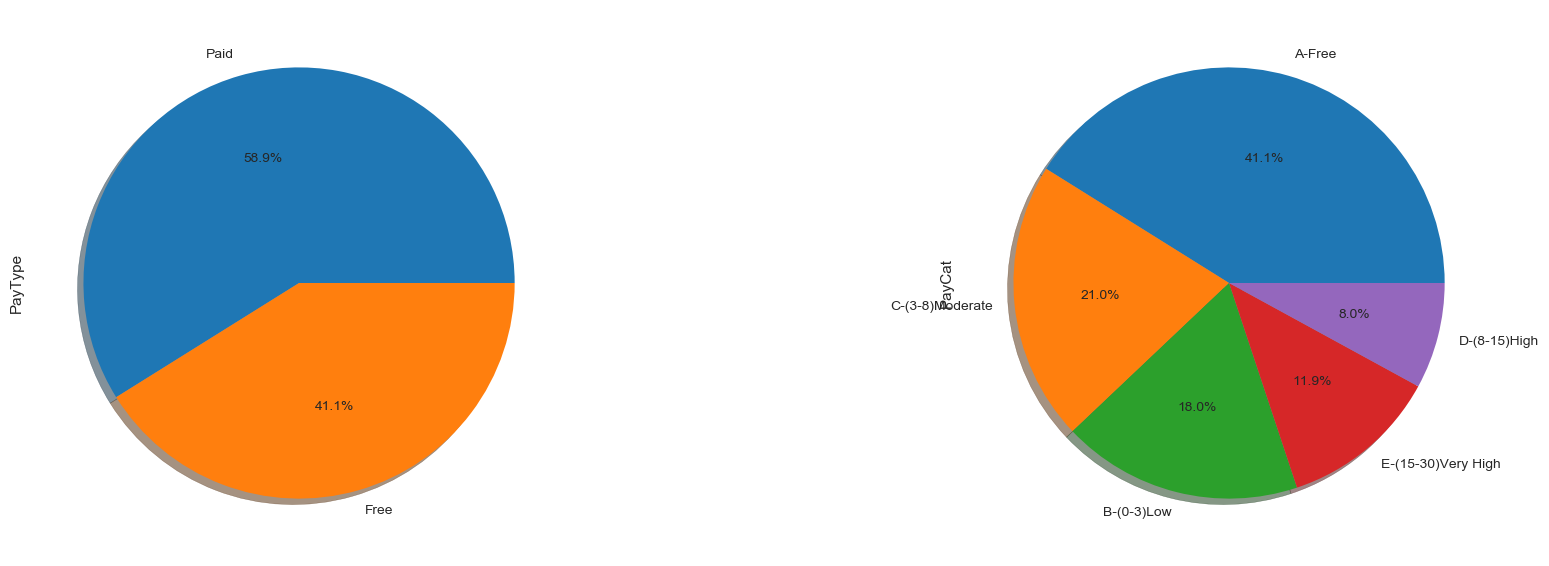 Paid
58.9%
PayType
41.1%
Free
A-Free
41.1%
PayCat
21.0%
C-(3-8)Moderate
8.0%
D-(8-15)High
11.9%
18.0%
E-(15-30)Very High
B-(0-3)Low